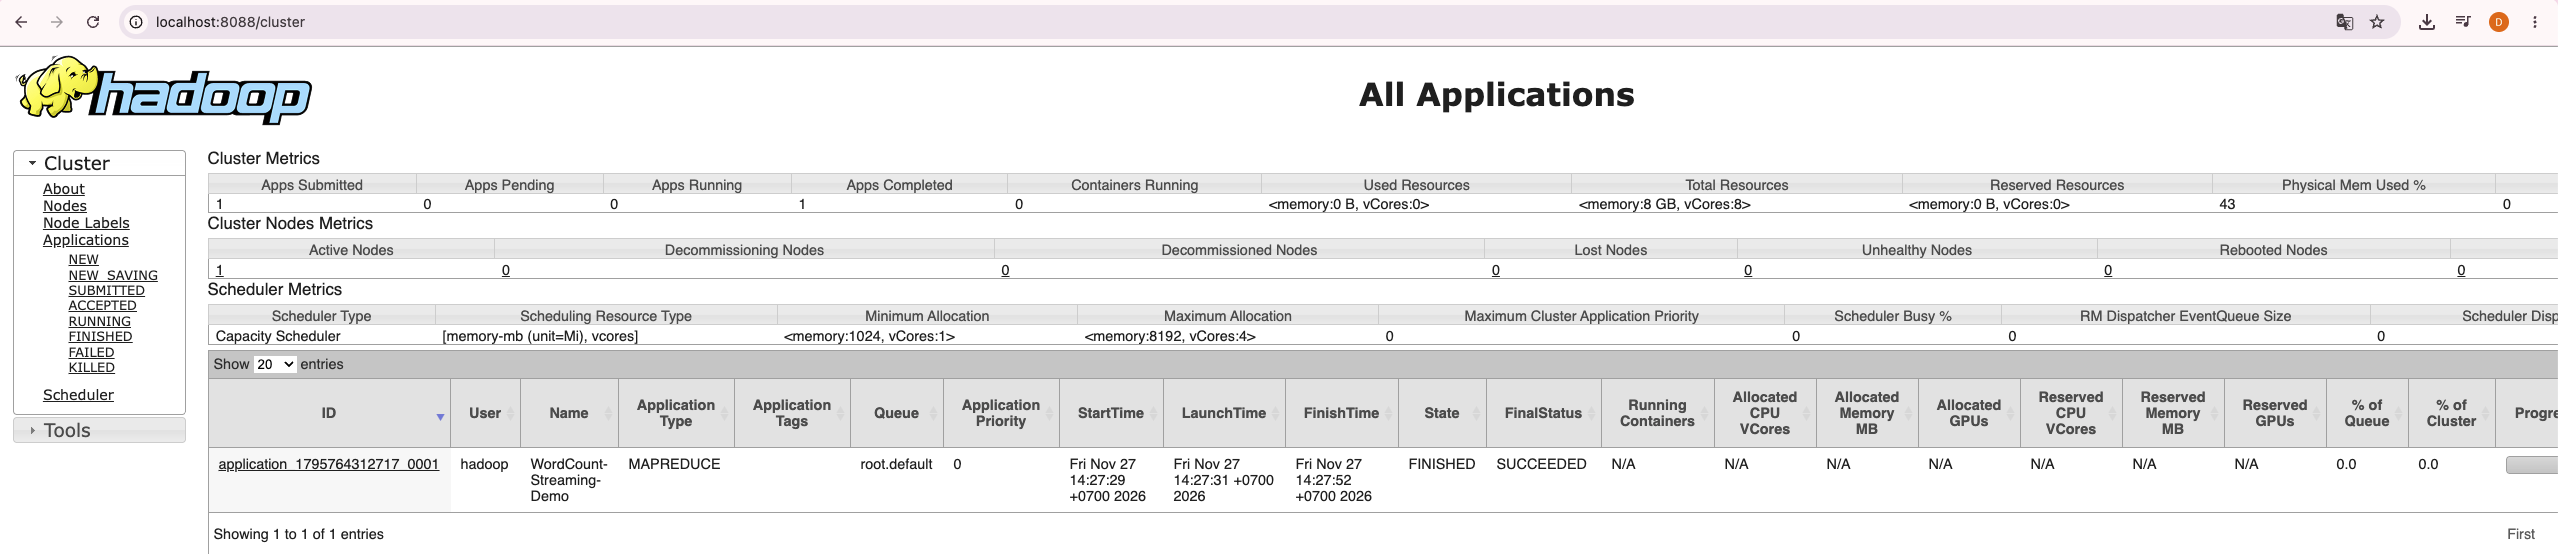 localhost:8088/cluster
D
hadoop
All Applications
Cluster
About
Nodes
Node Labels
Applications
NEW
NEW_SAVING
SUBMITTED
ACCEPTED
RUNNING
FINISHED
FAILED
KILLED
Scheduler
Tools
Cluster Metrics
Apps Submitted Apps Pending Apps Running Apps Completed Containers Running Used Resources Total Resources Reserved Resources Physical Mem Used %
1 0 0 1 0 <memory:0 B, vCores:0> <memory:8 GB, vCores:8> <memory:0 B, vCores:0> 43 0
Cluster Nodes Metrics
Active Nodes Decommissioning Nodes Decommissioned Nodes Lost Nodes Unhealthy Nodes Rebooted Nodes
1 0 0 0 0 0 0
Scheduler Metrics
Scheduler Type Scheduling Resource Type Minimum Allocation Maximum Allocation Maximum Cluster Application Priority Scheduler Busy % RM Dispatcher EventQueue Size Scheduler Disp
Capacity Scheduler [memory-mb (unit=Mi), vcores] <memory:1024, vCores:1> <memory:8192, vCores:4> 0 0 0 0
Show 20 entries
ID User Name Application Type Application Tags Queue Application Priority StartTime LaunchTime FinishTime State FinalStatus Running Containers Allocated CPU VCores Allocated Memory MB Allocated GPUs Reserved CPU VCores Reserved Memory MB Reserved GPUs % of Queue % of Cluster Progre
application_1795764312717_0001 hadoop WordCount- MAPREDUCE root.default 0 Fri Nov 27 Fri Nov 27 Fri Nov 27 FINISHED SUCCEEDED N/A N/A N/A N/A N/A N/A N/A 0.0 0.0
Streaming- 14:27:29 14:27:31 +0700 14:27:52
Demo +0700 2026 2026 +0700 2026
Showing 1 to 1 of 1 entries First